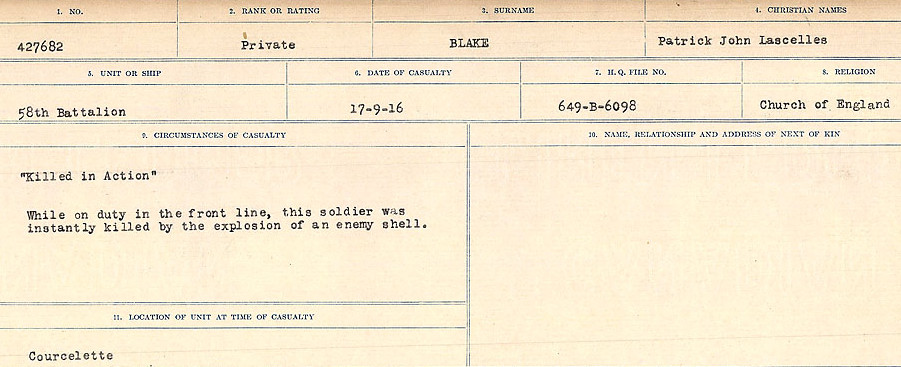 1. NO. 2. RANK OR RATING 3. SURNAME 4. CHRISTIAN NAMES
427682 Private BLAKE Patrick John Lascelles
5. UNIT OR SHIP 6. DATE OF CASUALTY 7. H.Q. FILE NO. 8. RELIGION
58th Battalion 17-9-16 649-B-6098 Church of England
9. CIRCUMSTANCES OF CASUALTY
"Killed in Action"
While on duty in the front line, this soldier was
instantly killed by the explosion of an enemy shell.
10. NAME, RELATIONSHIP AND ADDRESS OF NEXT OF KIN
11. LOCATION OF UNIT AT TIME OF CASUALTY
Courcelette